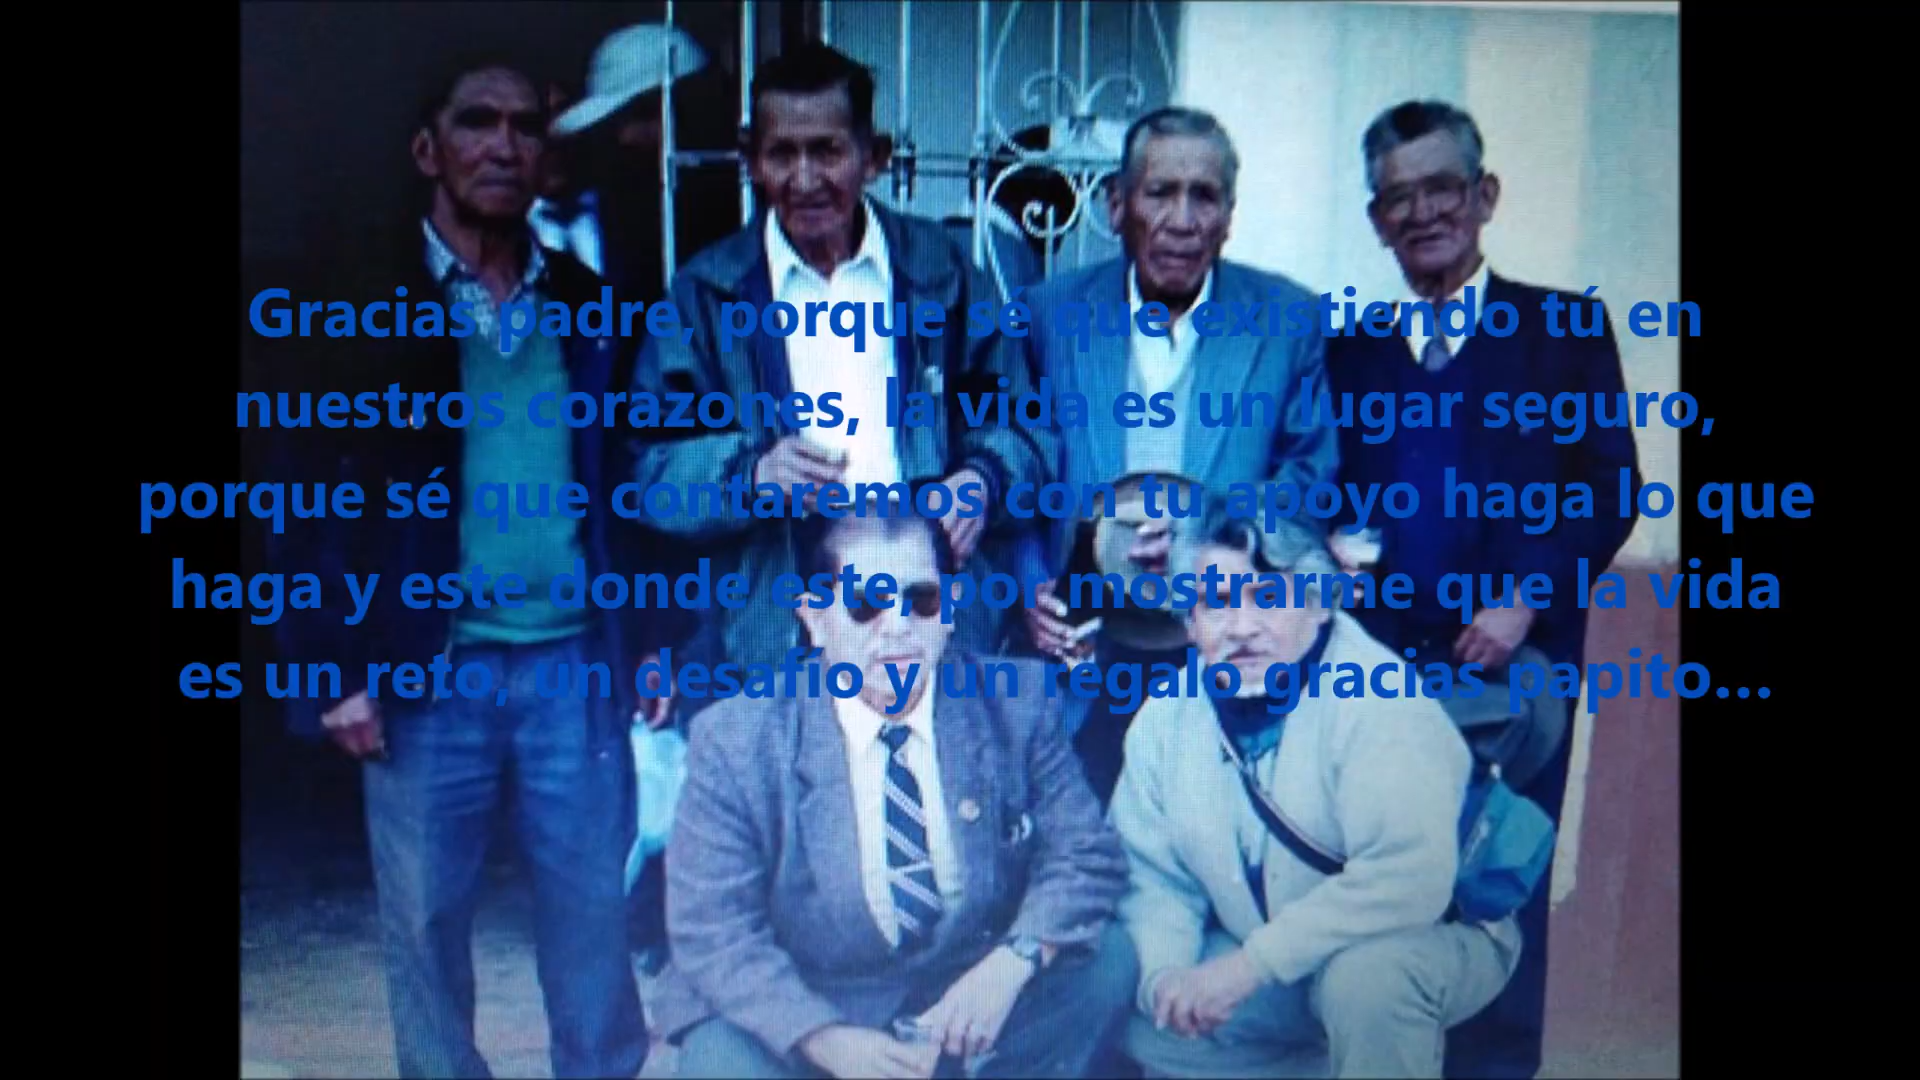 Gracias padre, porque sé que existiendo tú en
nuestros corazones, la vida es un lugar seguro,
porque sé que contaremos con tu apoyo haga lo que
haga y este donde este, por mostrarme que la vida
es un reto, un desafío y un regalo gracias papito...